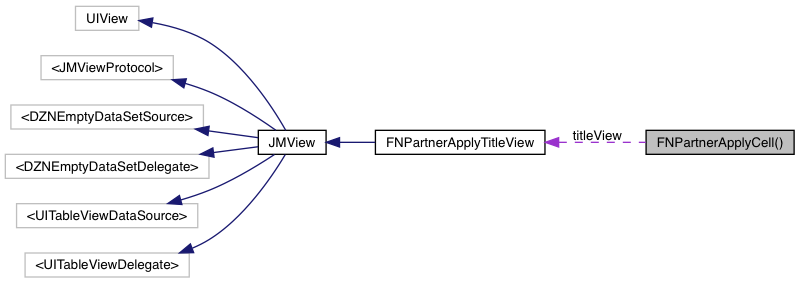 UIView
<JMViewProtocol>
<DZNEmptyDataSetSource>
<DZNEmptyDataSetDelegate>
<UITableViewDataSource>
<UITableViewDelegate>
JMView
FNPartnerApplyTitleView
titleView
FNPartnerApplyCell()